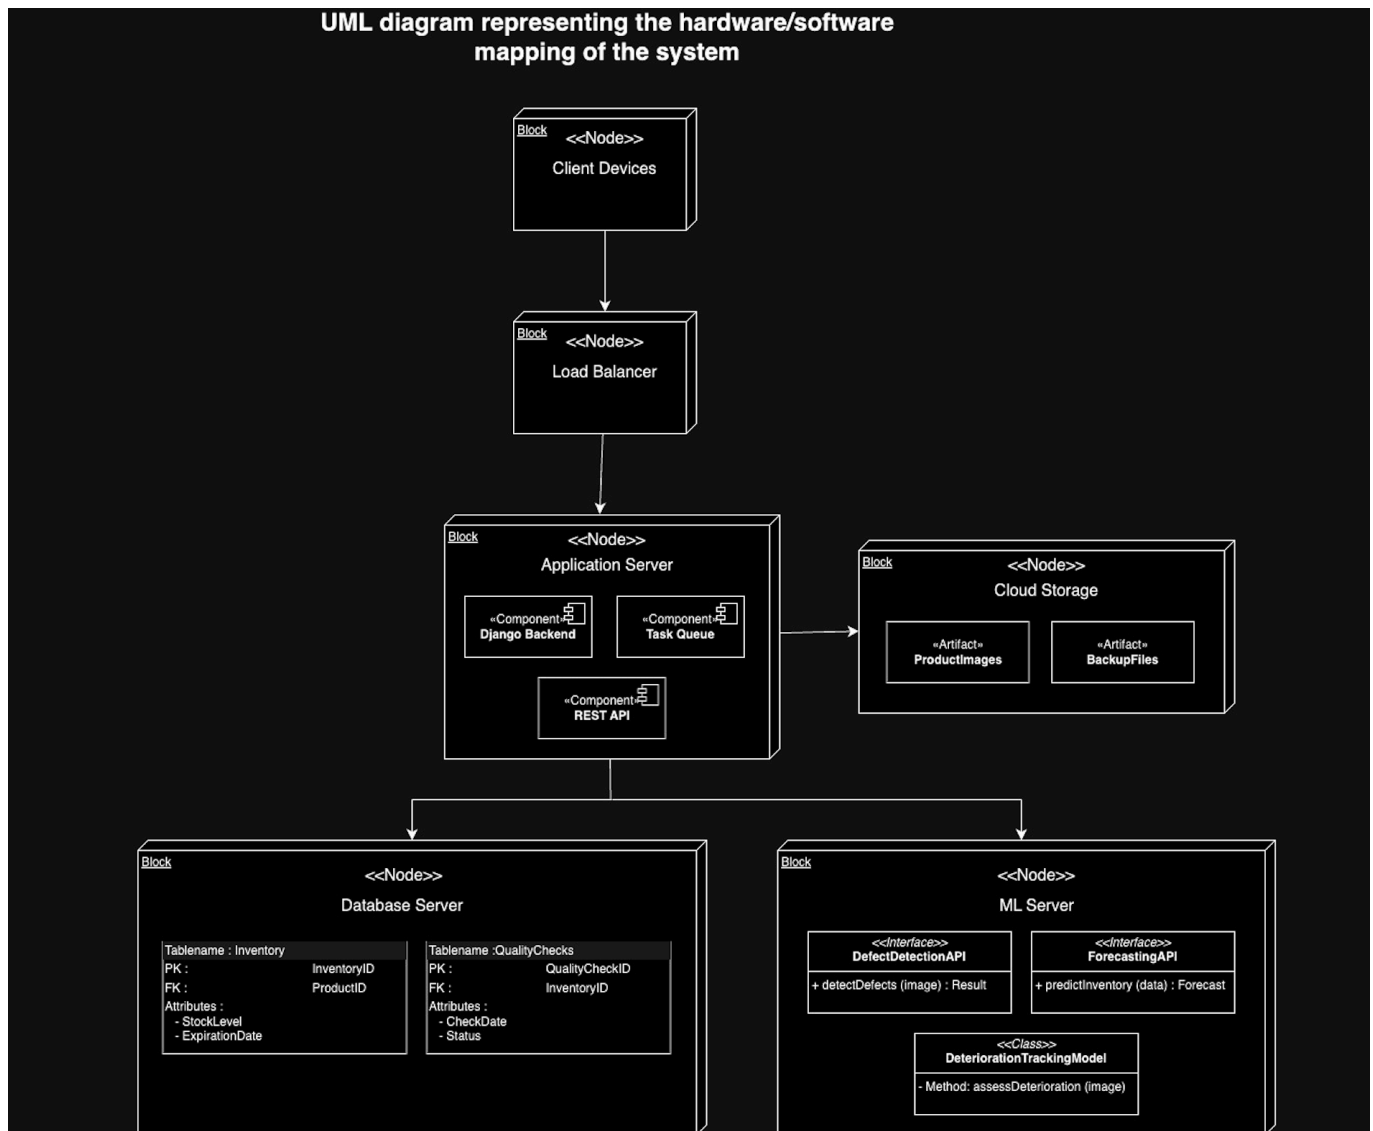 UML diagram representing the hardware/software
mapping of the system
Block
<<Node>>
Client Devices
Block
<<Node>>
Load Balancer
Block
<<Node>>
Application Server
«Component»
Django Backend
«Component»
Task Queue
«Component»
REST API
Block
<<Node>>
Cloud Storage
«Artifact»
ProductImages
«Artifact»
BackupFiles
Block
<<Node>>
Database Server
Tablename : Inventory
PK : InventoryID
FK : ProductID
Attributes :
- StockLevel
- ExpirationDate
Tablename :QualityChecks
PK : QualityCheckID
FK : InventoryID
Attributes :
- CheckDate
- Status
Block
<<Node>>
ML Server
<<Interface>>
DefectDetectionAPI
+ detectDefects (image) : Result
<<Interface>>
ForecastingAPI
+ predictInventory (data) : Forecast
<<Class>>
DeteriorationTrackingModel
- Method: assessDeterioration (image)